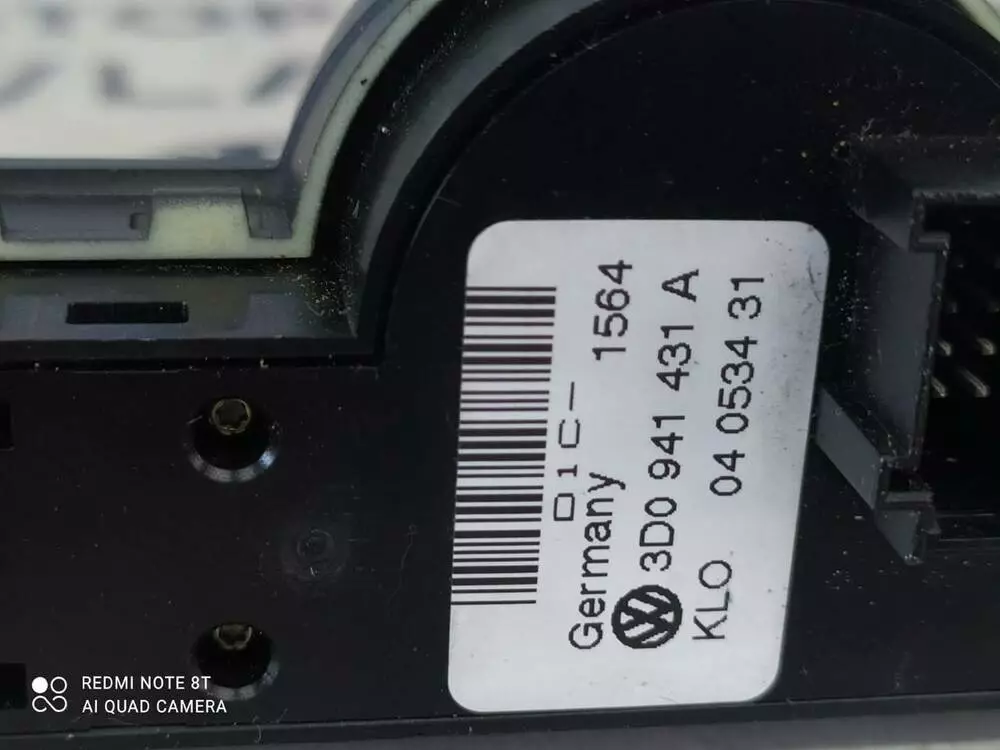 D1C-
Germany 1564
3D0 941 431 A
KLO 04 0534 31
REDMI NOTE 8T
AI QUAD CAMERA